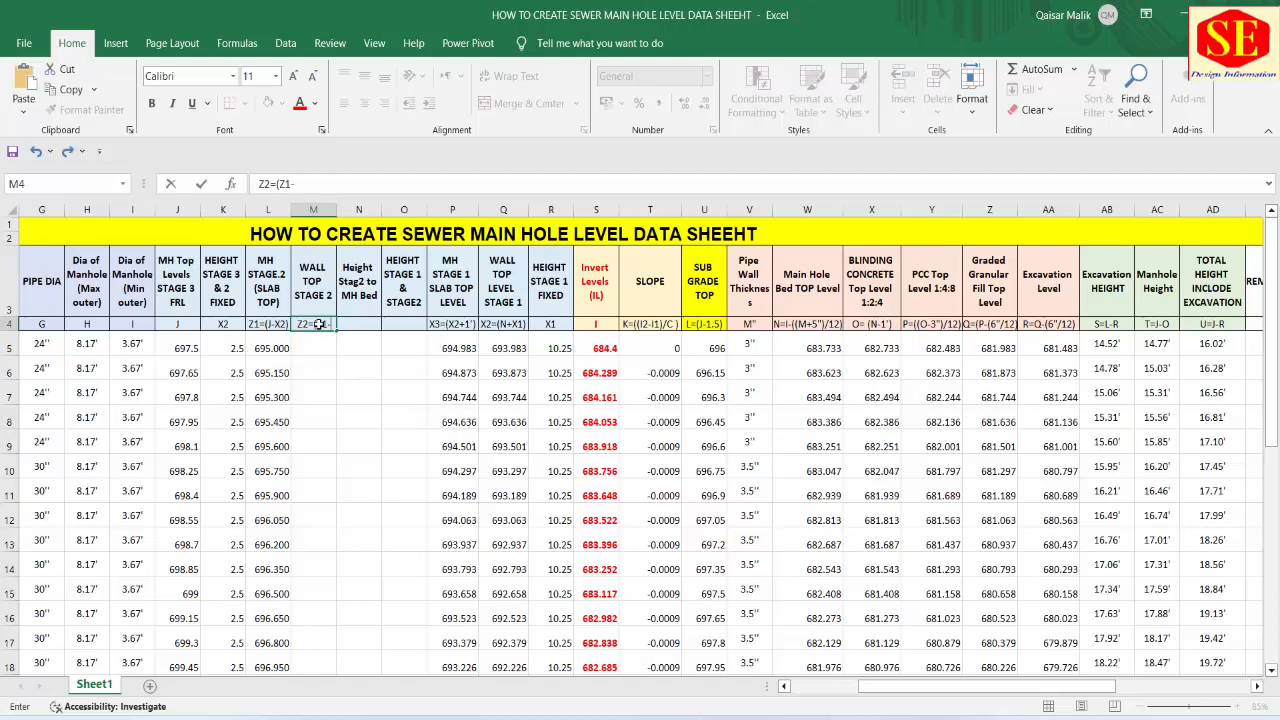 HOW TO CREATE SEWER MAIN HOLE LEVEL DATA SHEEHT - Excel
Qaisar Malik QM
SE
Design Information
File Home Insert Page Layout Formulas Data Review View Help Power Pivot Tell me what you want to do
Cut
Copy
Format Painter
Paste
Clipboard
Calibri 11
B I U
Font
Wrap Text
Merge & Center
Alignment
General
Number
Conditional Formatting
Format as Table
Cell Styles
Styles
Insert Delete Format
Cells
AutoSum
Fill
Clear
Sort & Filter
Find & Select
Editing
Add-ins
Add-ins
M4 fx Z2=(Z1-
G H I J K L M N O P Q R S T U V W X Y Z AA AB AC AD
1
2 HOW TO CREATE SEWER MAIN HOLE LEVEL DATA SHEEHT
3 PIPE DIA | Dia of Manhole (Max outer) | Dia of Manhole (Min outer) | MH Top Levels STAGE 3 FRL | HEIGHT STAGE 3 & 2 FIXED | MH STAGE.2 (SLAB TOP) | WALL TOP STAGE 2 | Height Stag2 to MH Bed | HEIGHT STAGE 1 & STAGE2 | MH STAGE 1 SLAB TOP LEVEL | WALL TOP LEVEL STAGE 1 | HEIGHT STAGE 1 FIXED | Invert Levels (IL) | SLOPE | SUB GRADE TOP | Pipe Wall Thicknes s | Main Hole Bed TOP Level | BLINDING CONCRETE Top Level 1:2:4 | PCC Top Level 1:4:8 | Graded Granular Fill Top Level | Excavation Level | Excavation HEIGHT | Manhole Height | TOTAL HEIGHT INCLUDE EXCAVATION | REM
4 G H I J X2 Z1=(J-X2) Z2=(Z1- X3=(X2+1') X2=(N+X1) X1 I K=((I2-I1)/C ) L=(J-1.5) M" N=I-((M+5")/12) O= (N-1') P=((O-3")/12) Q=(P-(6"/12) R=Q-(6"/12) S=L-R T=J-O U=J-R
5 24" 8.17' 3.67' 697.5 695.000 694.983 693.983 10.25 684.4 0 696 3" 683.733 682.733 682.483 681.983 681.483 14.52' 14.77' 16.02'
6 24" 8.17' 3.67' 697.65 2.5 695.150 694.873 693.873 10.25 684.289 -0.0009 696.15 3" 683.623 682.623 682.373 681.873 681.373 14.78' 15.03' 16.28'
7 24" 8.17' 3.67' 697.8 2.5 695.300 694.744 693.744 10.25 684.161 -0.0009 696.3 3" 683.494 682.494 682.244 681.744 681.244 15.06' 15.31' 16.56'
8 24" 8.17' 3.67' 697.95 2.5 695.450 694.636 693.636 10.25 684.053 -0.0009 696.45 3" 683.386 682.386 682.136 681.636 681.136 15.31' 15.56' 16.81'
9 24" 8.17' 3.67' 698.1 2.5 695.600 694.501 693.501 10.25 683.918 -0.0009 696.6 3" 683.251 682.251 682.001 681.501 681.001 15.60' 15.85' 17.10'
10 30" 8.17' 3.67' 698.25 2.5 695.750 694.297 693.297 10.25 683.756 -0.0009 696.75 3.5" 683.047 682.047 681.797 681.297 680.797 15.95' 16.20' 17.45'
11 30" 8.17' 3.67' 698.4 2.5 695.900 694.189 693.189 10.25 683.648 -0.0009 696.9 3.5" 682.939 681.939 681.689 681.189 680.689 16.21' 16.46' 17.71'
12 30" 8.17' 3.67' 698.55 2.5 696.050 694.063 693.063 10.25 683.522 -0.0009 697.05 3.5" 682.813 681.813 681.563 681.063 680.563 16.49' 16.74' 17.99'
13 30" 8.17' 3.67' 698.7 2.5 696.200 693.937 692.937 10.25 683.396 -0.0009 697.2 3.5" 682.687 681.687 681.437 680.937 680.437 16.76' 17.01' 18.26'
14 30" 8.17' 3.67' 698.85 2.5 696.350 693.793 692.793 10.25 683.252 -0.0009 697.35 3.5" 682.543 681.543 681.293 680.793 680.293 17.06' 17.31' 18.56'
15 30" 8.17' 3.67' 699 2.5 696.500 693.658 692.658 10.25 683.117 -0.0009 697.5 3.5" 682.408 681.408 681.158 680.658 680.158 17.34' 17.59' 18.84'
16 30" 8.17' 3.67' 699.15 2.5 696.650 693.523 692.523 10.25 682.982 -0.0009 697.65 3.5" 682.273 681.273 681.023 680.523 680.023 17.63' 17.88' 19.13'
17 30" 8.17' 3.67' 699.3 2.5 696.800 693.379 692.379 10.25 682.838 -0.0009 697.8 3.5" 682.129 681.129 680.879 680.379 679.879 17.92' 18.17' 19.42'
18 30" 8.17' 3.67' 699.45 2.5 696.950 693.226 692.226 10.25 682.685 -0.0009 697.95 3.5" 681.976 680.976 680.726 680.226 679.726 18.22' 18.47' 19.72'
Sheet1
Enter Accessibility: Investigate 85%